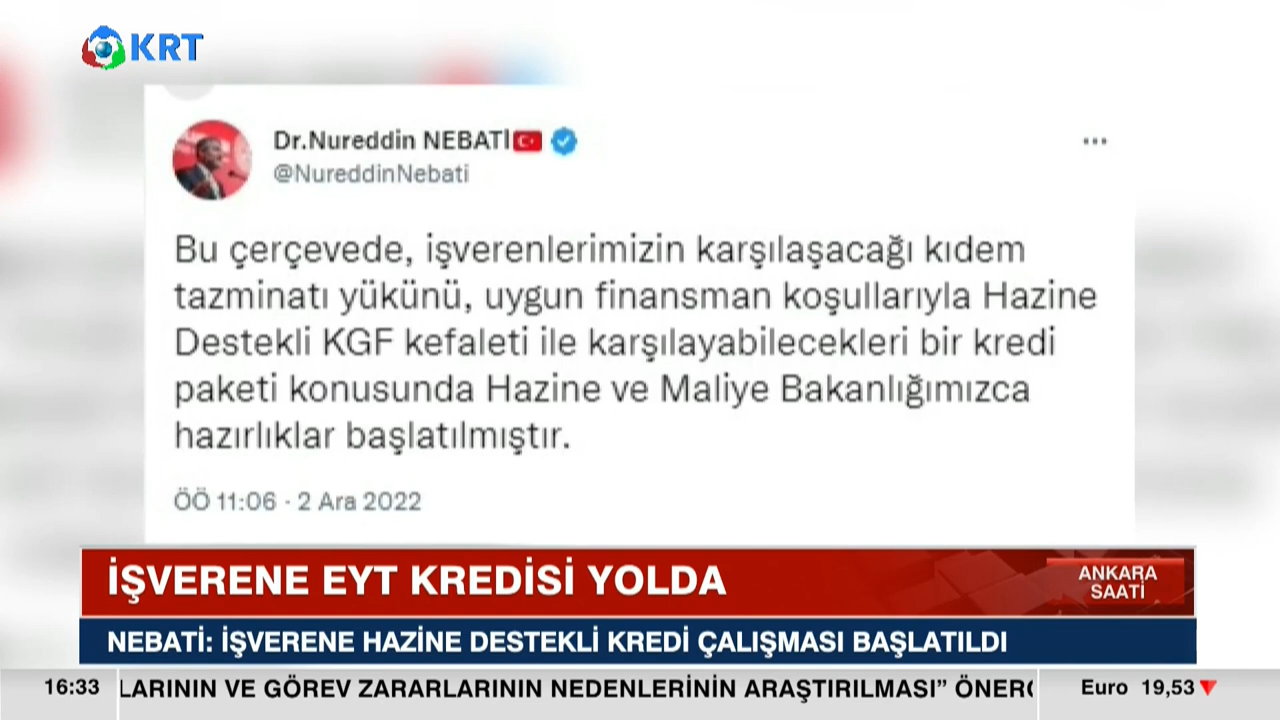 KRT
Dr.Nureddin NEBATİ
@NureddinNebati
Bu çerçevede, işverenlerimizin karşılaşacağı kıdem
tazminatı yükünü, uygun finansman koşullarıyla Hazine
Destekli KGF kefaleti ile karşılayabilecekleri bir kredi
paketi konusunda Hazine ve Maliye Bakanlığımızca
hazırlıklar başlatılmıştır.
ÖÖ 11:06 · 2 Ara 2022
İŞVERENE EYT KREDİSİ YOLDA
ANKARA
SAATİ
NEBATİ: İŞVERENE HAZİNE DESTEKLİ KREDİ ÇALIŞMASI BAŞLATILDI
16:33 LARININ VE GÖREV ZARARLARININ NEDENLERİNİN ARAŞTIRILMASI” Euro 19,53